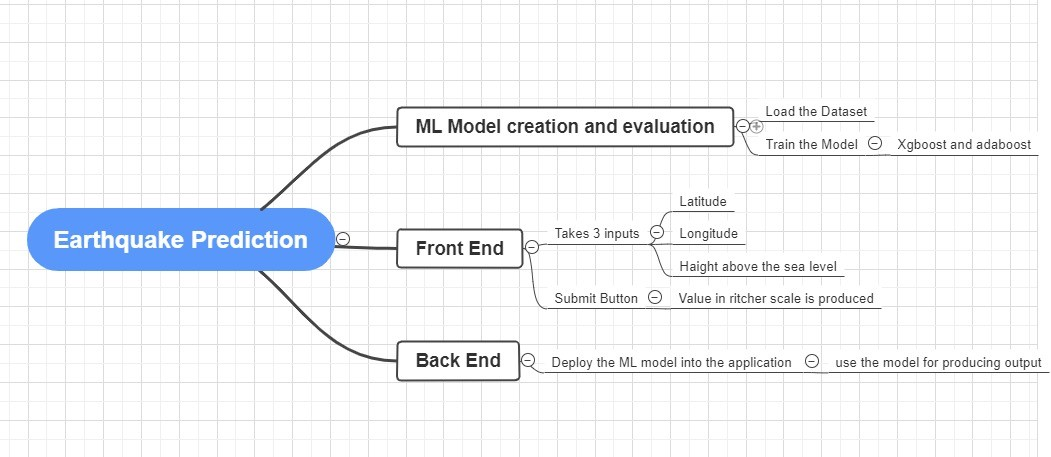 Load the Dataset
ML Model creation and evaluation
Train the Model
Xgboost and adaboost
Earthquake Prediction
Latitude
Takes 3 inputs
Longitude
Front End
Haight above the sea level
Submit Button
Value in ritcher scale is produced
Back End
Deploy the ML model into the application
use the model for producing output